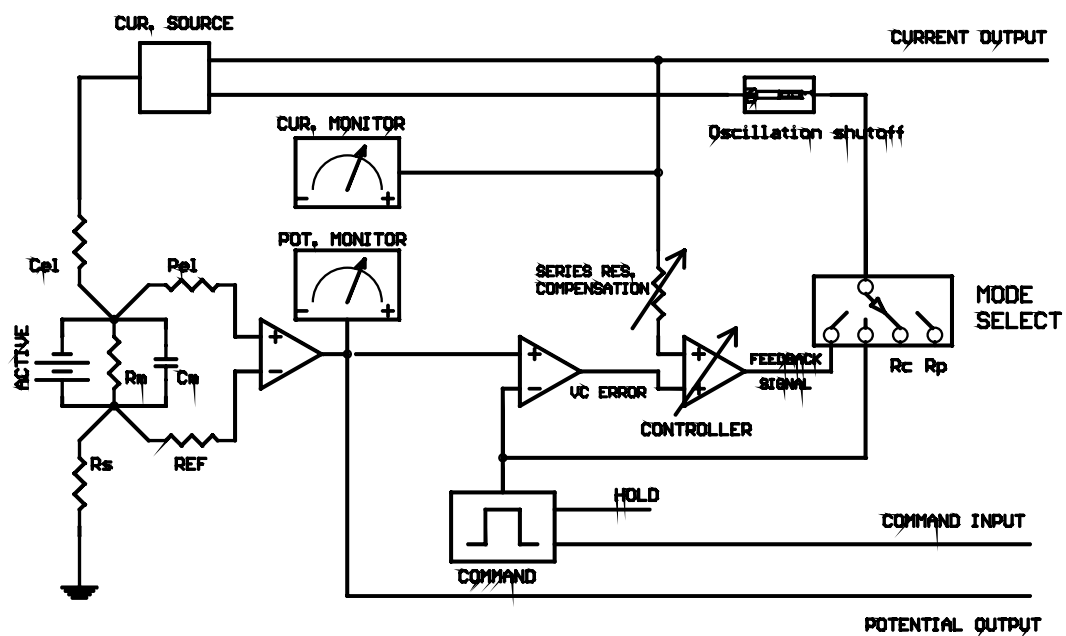 CUR. SOURCE
CURRENT OUTPUT
CUR. MONITOR
Oscillation shutoff
POT. MONITOR
Cel
Pel
SERIES RES.
COMPENSATION
MODE
SELECT
ACTIVE
Rm
Cm
FEEDBACK
SIGNAL
Rc Rp
VC ERROR
CONTROLLER
Rs
REF
HOLD
COMMAND INPUT
COMMAND
POTENTIAL OUTPUT